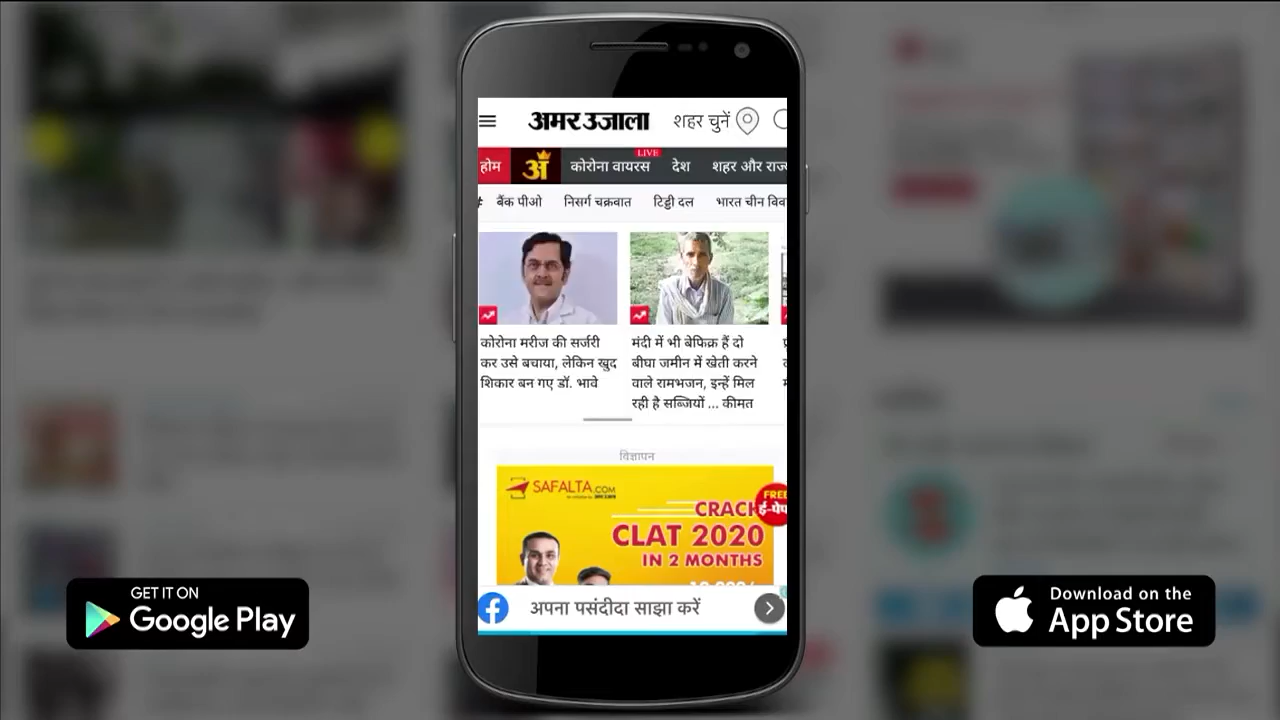 अमर उजाला
शहर चुनें
होम
अ
कोरोना वायरस
LIVE
देश
शहर और राज्य
#
बैंक पीओ
निसर्ग चक्रवात
टिड्डी दल
भारत चीन
कोरोना मरीज की सर्जरी
कर उसे बचाया, लेकिन खुद
शिकार बन गए डॉ. भावे
मंदी में भी बेफिक्र हैं दो
बीघा जमीन में खेती करने
वाले रामभजन, इन्हें मिल
रही है सब्जियों ... कीमत
विज्ञापन
SAFALTA.COM
CRACK
CLAT 2020
IN 2 MONTHS
FREE
अपना पसंदीदा साझा करें
GET IT ON
Google Play
Download on the
App Store